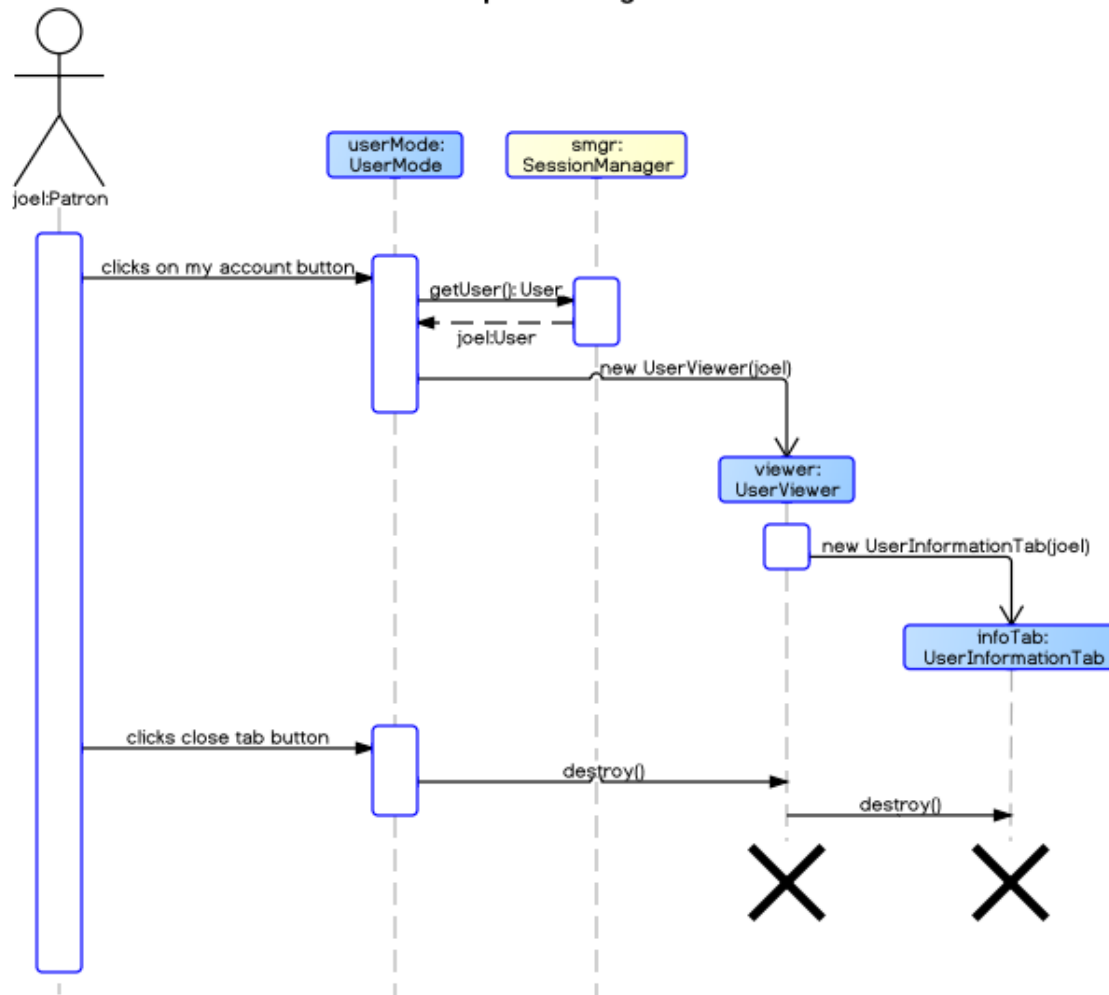 userMode:
UserMode
smgr:
SessionManager
joel:Patron
clicks on my account button
getUser(): User
joel:User
new UserViewer(joel)
viewer:
UserViewer
new UserInformationTab(joel)
infoTab:
UserInformationTab
clicks close tab button
destroy()
destroy()